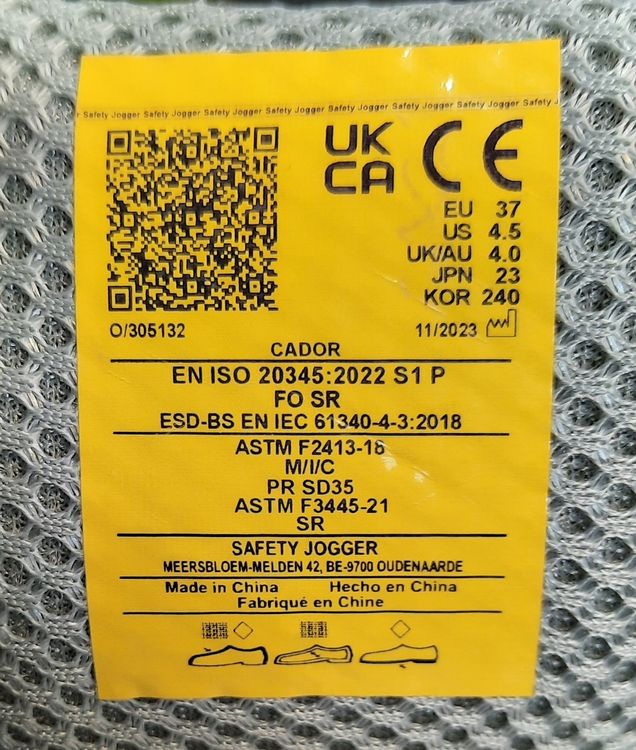 r Safety Jogger Safety Jogger Safety Jogger Safety Jogger Safety Jogger Safety Jogger Safety Jogger Safety Jogger
UK
CA CE
EU 37
US 4.5
UK/AU 4.0
JPN 23
KOR 240
O/305132
11/2023
CADOR
EN ISO 20345:2022 S1 P
FO SR
ESD-BS EN IEC 61340-4-3:2018
ASTM F2413-18
M/I/C
PR SD35
ASTM F3445-21
SR
SAFETY JOGGER
MEERSBLOEM-MELDEN 42, BE-9700 OUDENAARDE
Made in China Hecho en China
Fabriqué en Chine